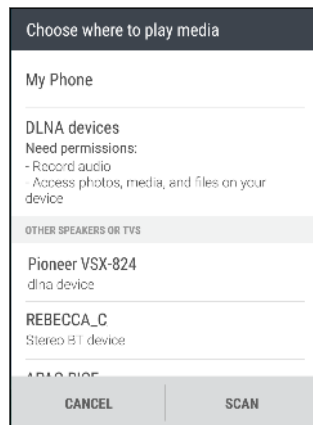 Choose where to play media
My Phone
DLNA devices
Need permissions:
- Record audio
- Access photos, media, and files on your
device
OTHER SPEAKERS OR TVS
Pioneer VSX-824
dlna device
REBECCA_C
Stereo BT device
CANCEL
SCAN